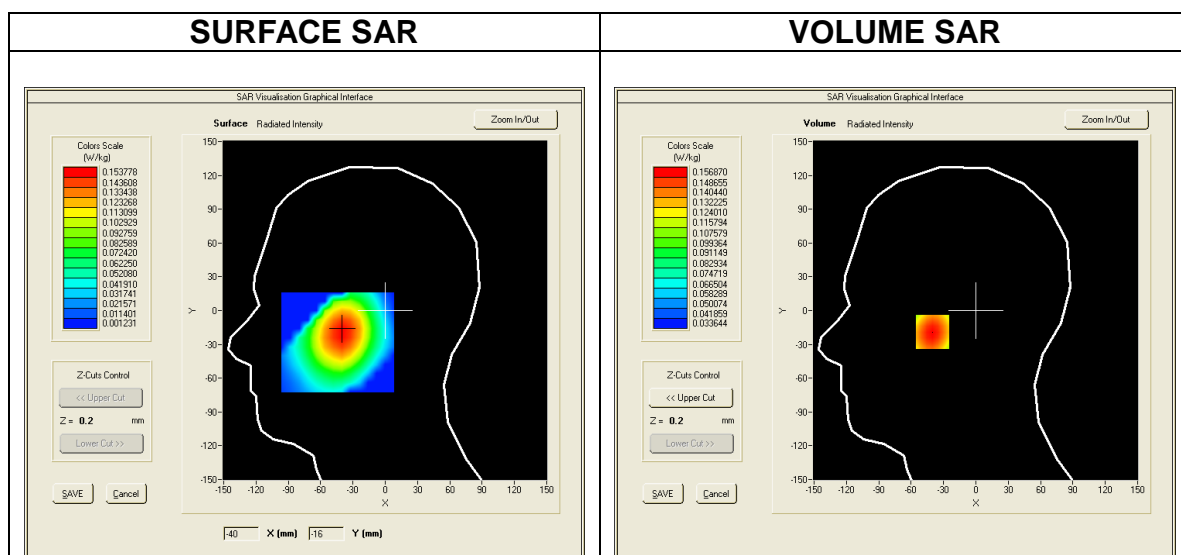 SURFACE SAR
SAR Visualisation Graphical Interface
Surface Radiated Intensity
Zoom In/Out
Colors Scale
(W/kg)
0.153778
0.143608
0.133438
0.123268
0.113099
0.102929
0.092759
0.082589
0.072420
0.062250
0.052080
0.041910
0.031741
0.021571
0.011401
0.001231
Z-Cuts Control
<< Upper Cut
Z = 0.2 mm
Lower Cut >>
SAVE Cancel
150
120
90
60
30
0
-30
-60
-90
-120
-150
Y
-150 -120 -90 -60 -30 0 30 60 90 120 150
X
-40 X (mm) -16 Y (mm)
VOLUME SAR
SAR Visualisation Graphical Interface
Volume Radiated Intensity
Zoom In/Out
Colors Scale
(W/kg)
0.156870
0.148655
0.140440
0.132225
0.124010
0.115794
0.107579
0.099364
0.091149
0.082934
0.074719
0.066504
0.058289
0.050074
0.041859
0.033644
Z-Cuts Control
<< Upper Cut
Z = 0.2 mm
Lower Cut >>
SAVE Cancel
150
120
90
60
30
0
-30
-60
-90
-120
-150
Y
-150 -120 -90 -60 -30 0 30 60 90 120 150
X